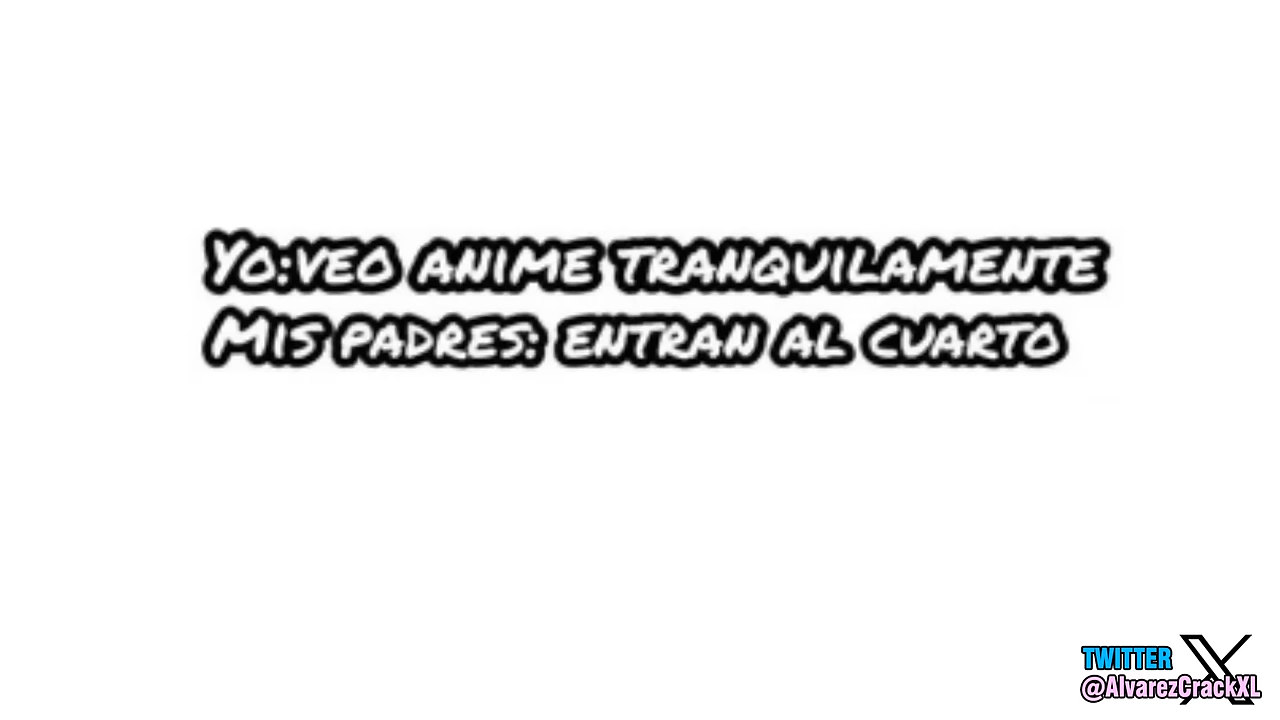 Yo:veo anime tranquilamente
Mis padres: entran al cuarto
TWITTER X
@AlvarezCrackXL